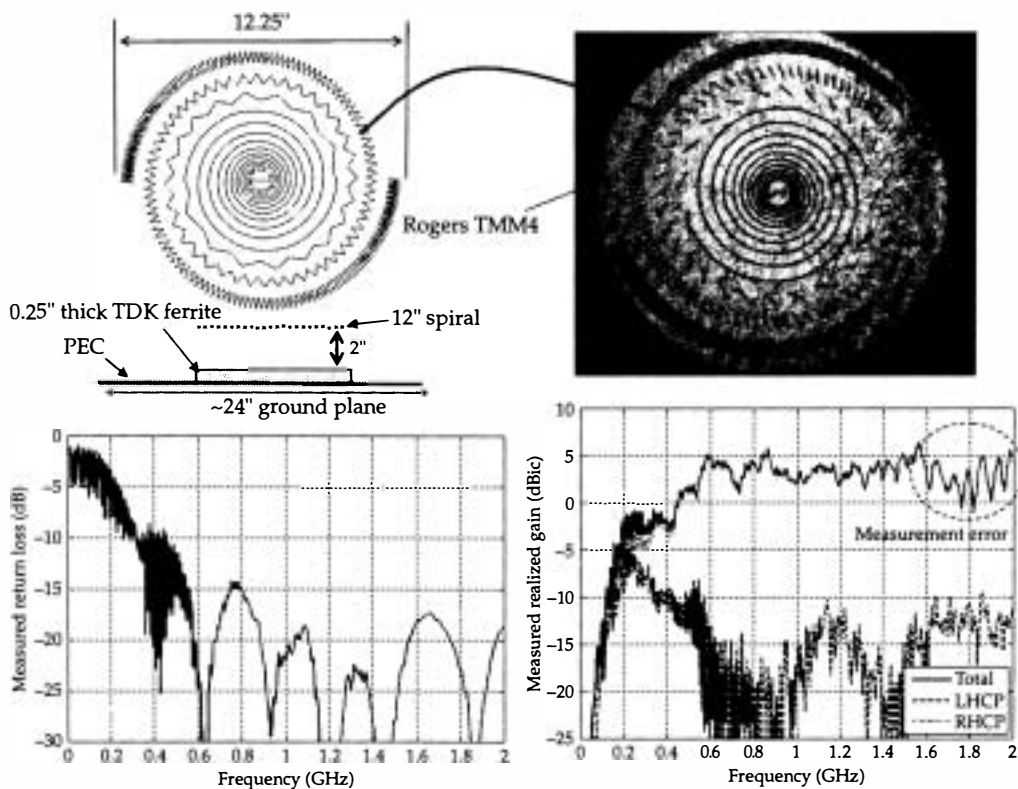 12.25"
Rogers TMM4
0.25" thick TDK ferrite
12" spiral
PEC
2"
~24" ground plane
Measured return loss (dB)
0
−5
−10
−15
−20
−25
−30
0 0.2 0.4 0.6 0.8 1 1.2 1.4 1.6 1.8 2
Frequency (GHz)
Measured realized gain (dBic)
10
5
0
−5
−10
−15
−20
−25
Measurement error
Total
LHCP
RHCP
0 0.2 0.4 0.6 0.8 1 1.2 1.4 1.6 1.8 2
Frequency (GHz)